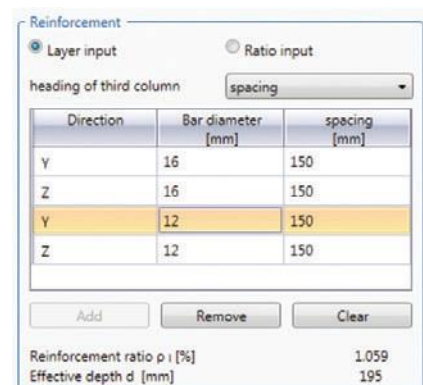 Reinforcement
Layer input Ratio input
heading of third column spacing
Direction Bar diameter [mm] spacing [mm]
Y 16 150
Z 16 150
Y 12 150
Z 12 150
Add Remove Clear
Reinforcement ratio ρ ı [%] 1.059
Effective depth d [mm] 195